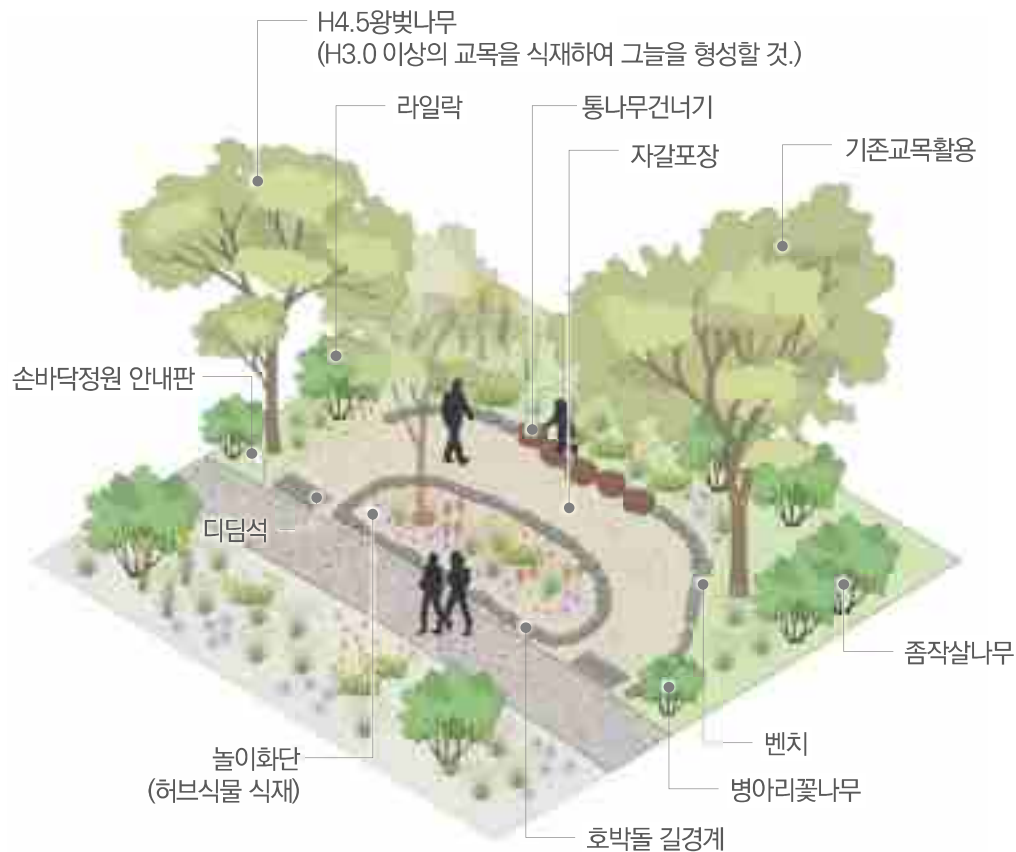 H4.5왕벚나무
(H3.0 이상의 교목을 식재하여 그늘을 형성할 것.)
라일락
통나무건너기
자갈포장
기존교목활용
손바닥정원 안내판
디딤석
좀작살나무
놀이화단
(허브식물 식재)
벤치
병아리꽃나무
호박돌 길경계